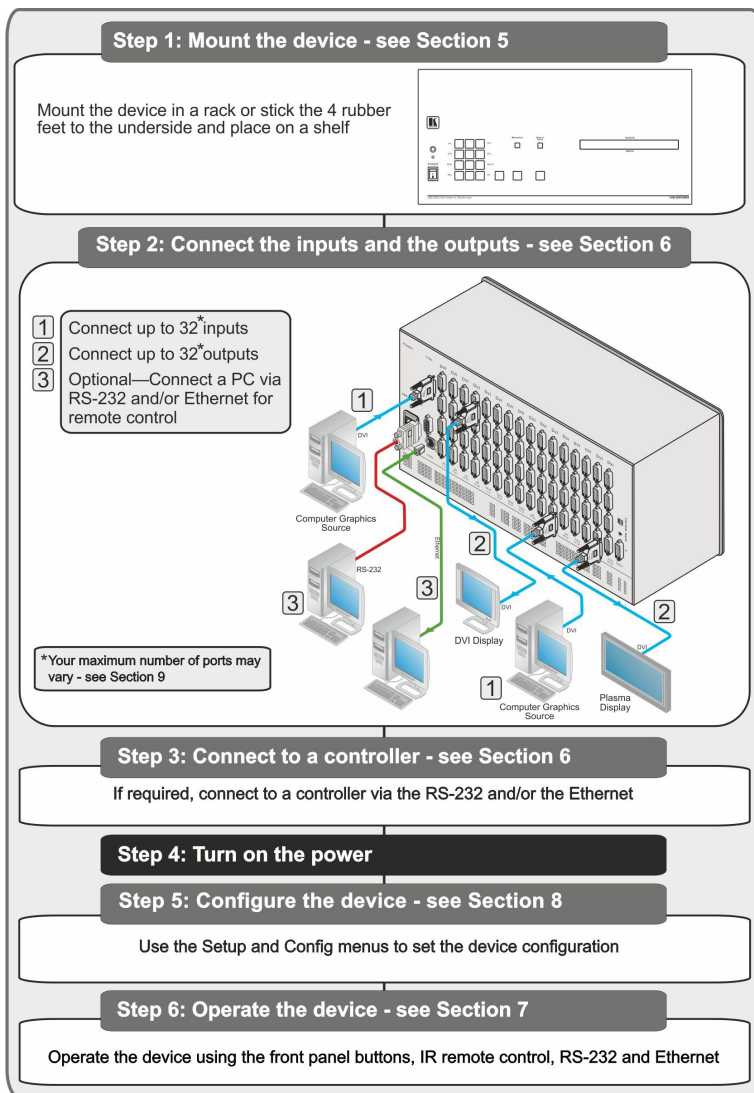 Step 1: Mount the device - see Section 5
Mount the device in a rack or stick the 4 rubber
feet to the underside and place on a shelf
Step 2: Connect the inputs and the outputs - see Section 6
1 Connect up to 32* inputs
2 Connect up to 32* outputs
3 Optional—Connect a PC via
RS-232 and/or Ethernet for
remote control
1
DVI
Computer Graphics
Source
RS-232
3
Ethernet
3
2
DVI
DVI Display
DVI
1
Computer Graphics
Source
2
DVI
Plasma
Display
*Your maximum number of ports may
vary - see Section 9
Step 3: Connect to a controller - see Section 6
If required, connect to a controller via the RS-232 and/or the Ethernet
Step 4: Turn on the power
Step 5: Configure the device - see Section 8
Use the Setup and Config menus to set the device configuration
Step 6: Operate the device - see Section 7
Operate the device using the front panel buttons, IR remote control, RS-232 and Ethernet